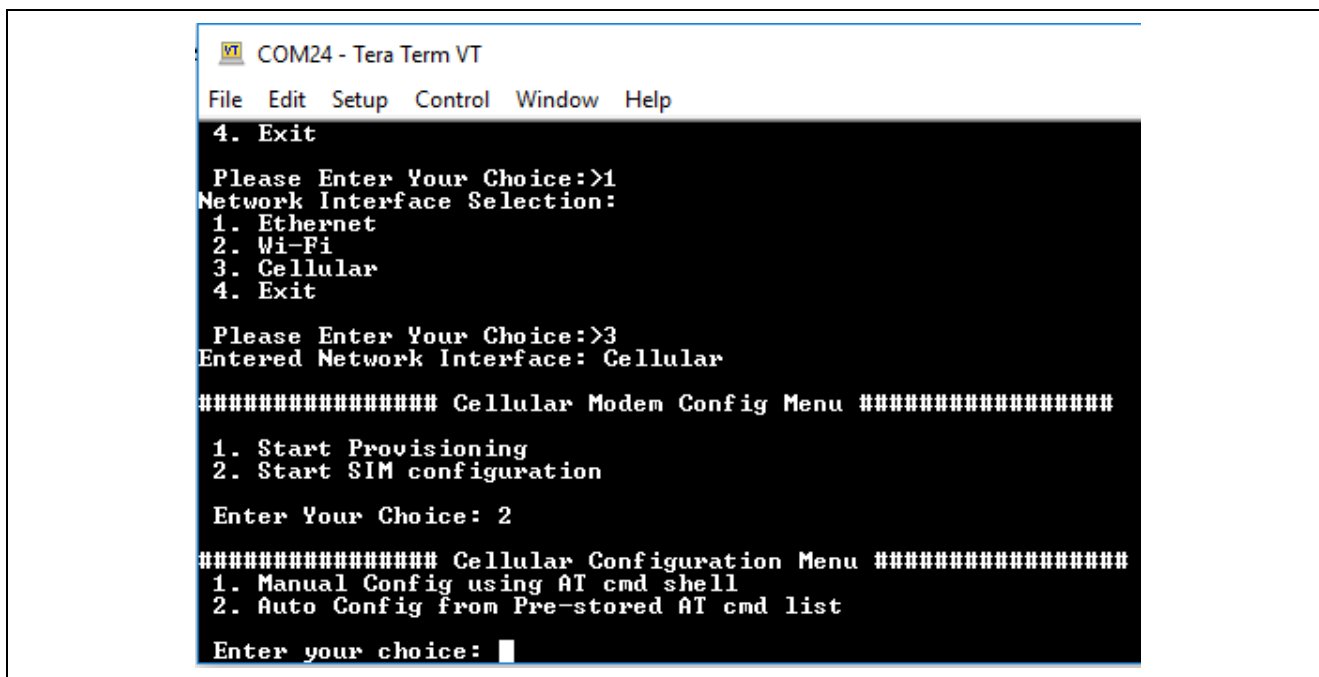 COM24 - Tera Term VT
File Edit Setup Control Window Help
4. Exit
Please Enter Your Choice:>1
Network Interface Selection:
1. Ethernet
2. Wi-Fi
3. Cellular
4. Exit
Please Enter Your Choice:>3
Entered Network Interface: Cellular
################ Cellular Modem Config Menu #################
1. Start Provisioning
2. Start SIM configuration
Enter Your Choice: 2
################ Cellular Configuration Menu #################
1. Manual Config using AT cmd shell
2. Auto Config from Pre-stored AT cmd list
Enter your choice: